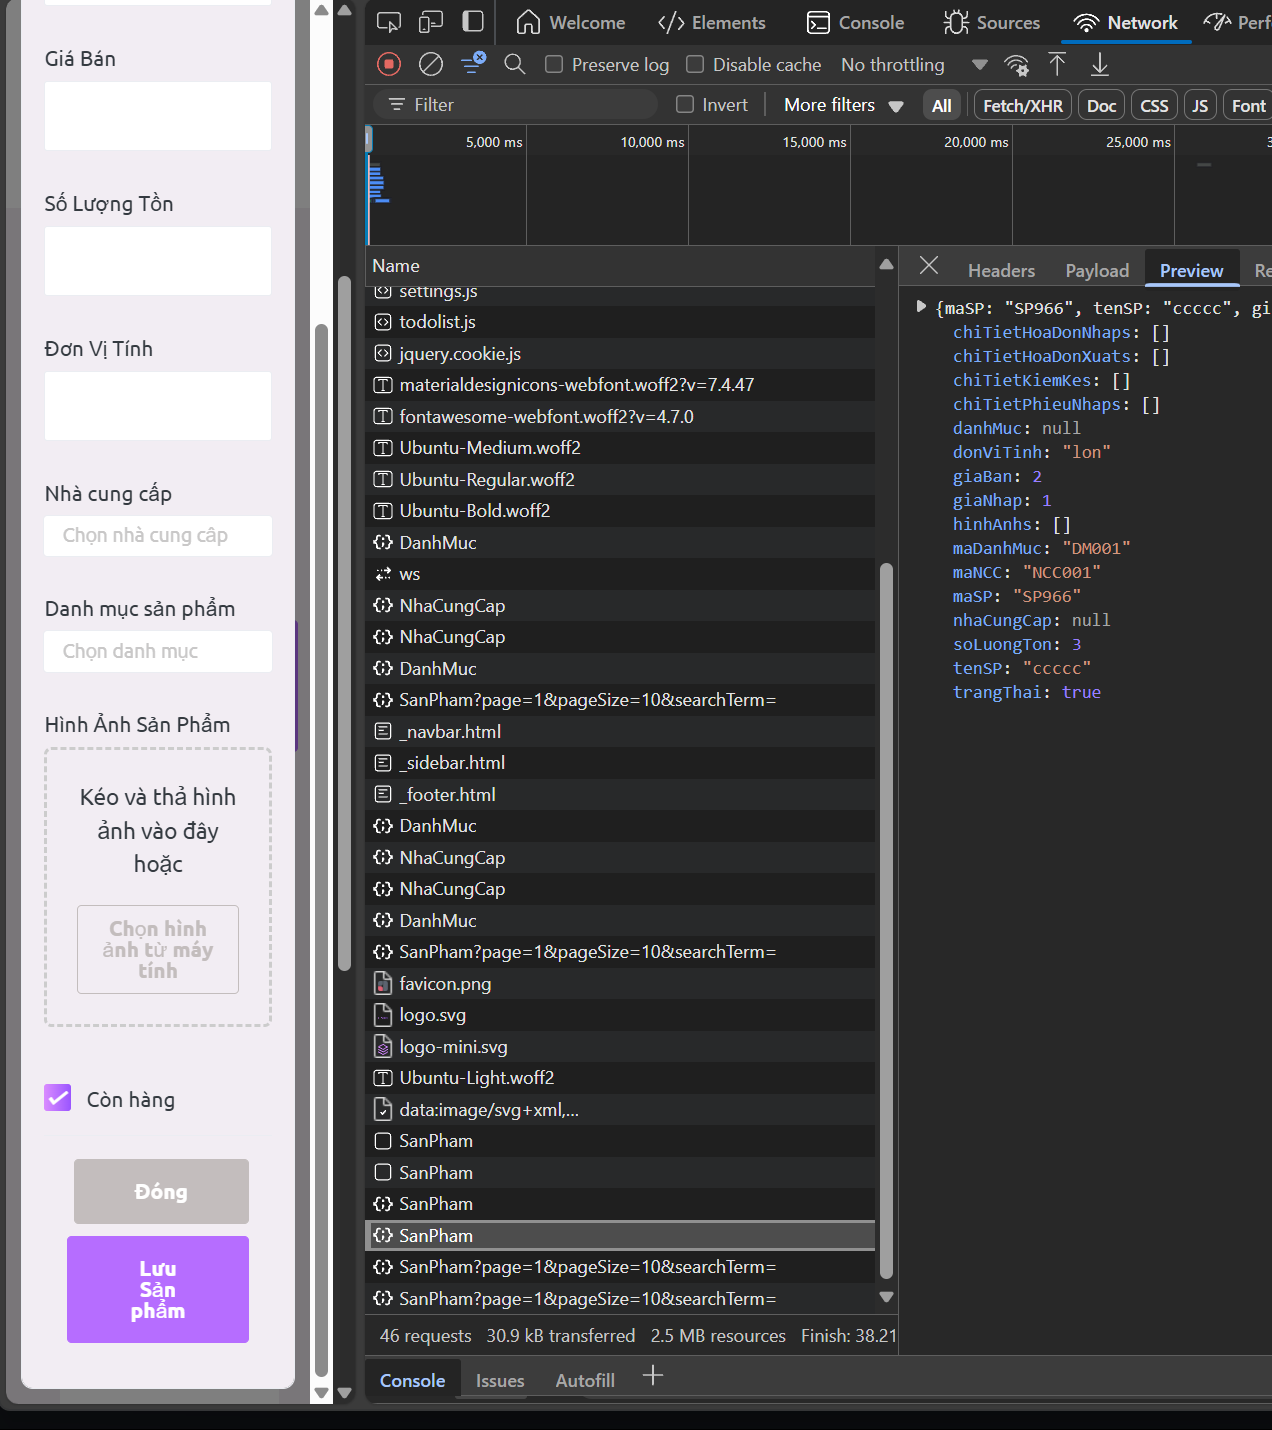 Giá Bán
Số Lượng Tồn
Đơn Vị Tính
Nhà cung cấp
Chọn nhà cung cấp
Danh mục sản phẩm
Chọn danh mục
Hình Ảnh Sản Phẩm
Kéo và thả hình
ảnh vào đây
hoặc
Chọn hình
ảnh từ máy
tính
Còn hàng
Đóng
Lưu
Sản
phẩm
Welcome
Elements
Console
Sources
Network
Perf
Preserve log
Disable cache
No throttling
Filter
Invert
More filters
All
Fetch/XHR
Doc
CSS
JS
Font
5,000 ms
10,000 ms
15,000 ms
20,000 ms
25,000 ms
3
Name
settings.js
todolist.js
jquery.cookie.js
materialdesignicons-webfont.woff2?v=7.4.47
fontawesome-webfont.woff2?v=4.7.0
Ubuntu-Medium.woff2
Ubuntu-Regular.woff2
Ubuntu-Bold.woff2
DanhMuc
ws
NhaCungCap
NhaCungCap
DanhMuc
SanPham?page=1&pageSize=10&searchTerm=
_navbar.html
_sidebar.html
_footer.html
DanhMuc
NhaCungCap
NhaCungCap
DanhMuc
SanPham?page=1&pageSize=10&searchTerm=
favicon.png
logo.svg
logo-mini.svg
Ubuntu-Light.woff2
data:image/svg+xml,...
SanPham
SanPham
SanPham
SanPham
SanPham?page=1&pageSize=10&searchTerm=
SanPham?page=1&pageSize=10&searchTerm=
46 requests 30.9 kB transferred 2.5 MB resources Finish: 38.21
Headers
Payload
Preview
Re
{maSP: "SP966", tenSP: "ccccc", gi
chiTietHoaDonNhaps: []
chiTietHoaDonXuats: []
chiTietKiemKes: []
chiTietPhieuNhaps: []
danhMuc: null
donViTinh: "lon"
giaBan: 2
giaNhap: 1
hinhAnhs: []
maDanhMuc: "DM001"
maNCC: "NCC001"
maSP: "SP966"
nhaCungCap: null
soLuongTon: 3
tenSP: "ccccc"
trangThai: true
Console
Issues
Autofill